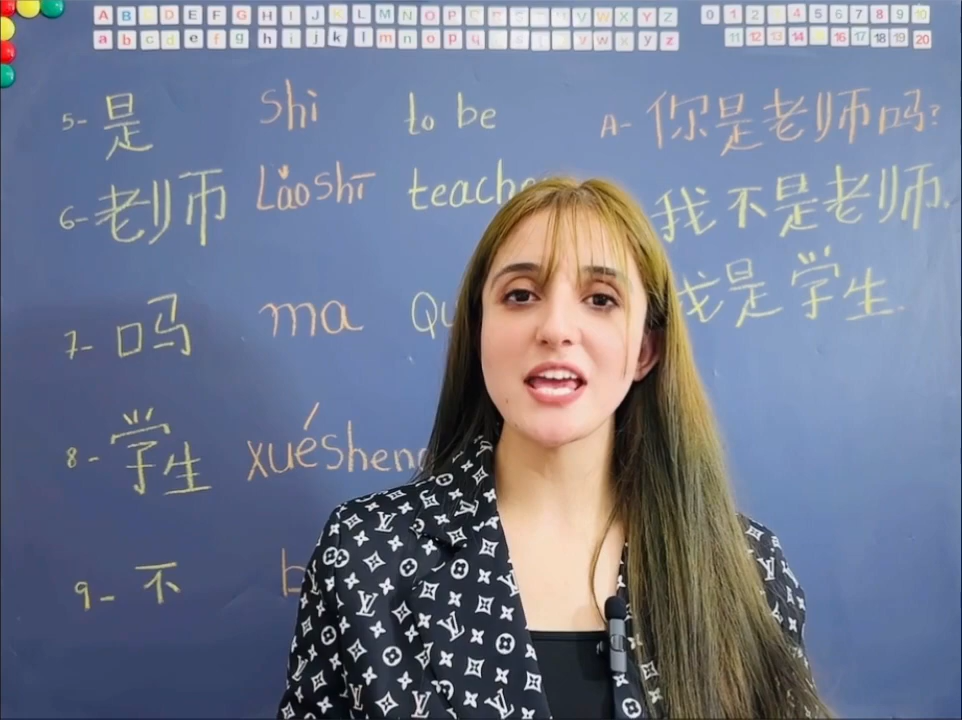 A B C D E F G H I J K L M N O P Q R S T U V W X Y Z
a b c d e f g h i j k l m n o p q r s t u v w x y z
0 1 2 3 4 5 6 7 8 9 10
11 12 13 14 15 16 17 18 19 20
5- 是 shi to be
6- 老师 Lǎoshī teache
7- 吗 ma Qu
8- 学生 xuésheng
9- 不 b
A- 你是老师吗?
我不是老师.
我是学生.